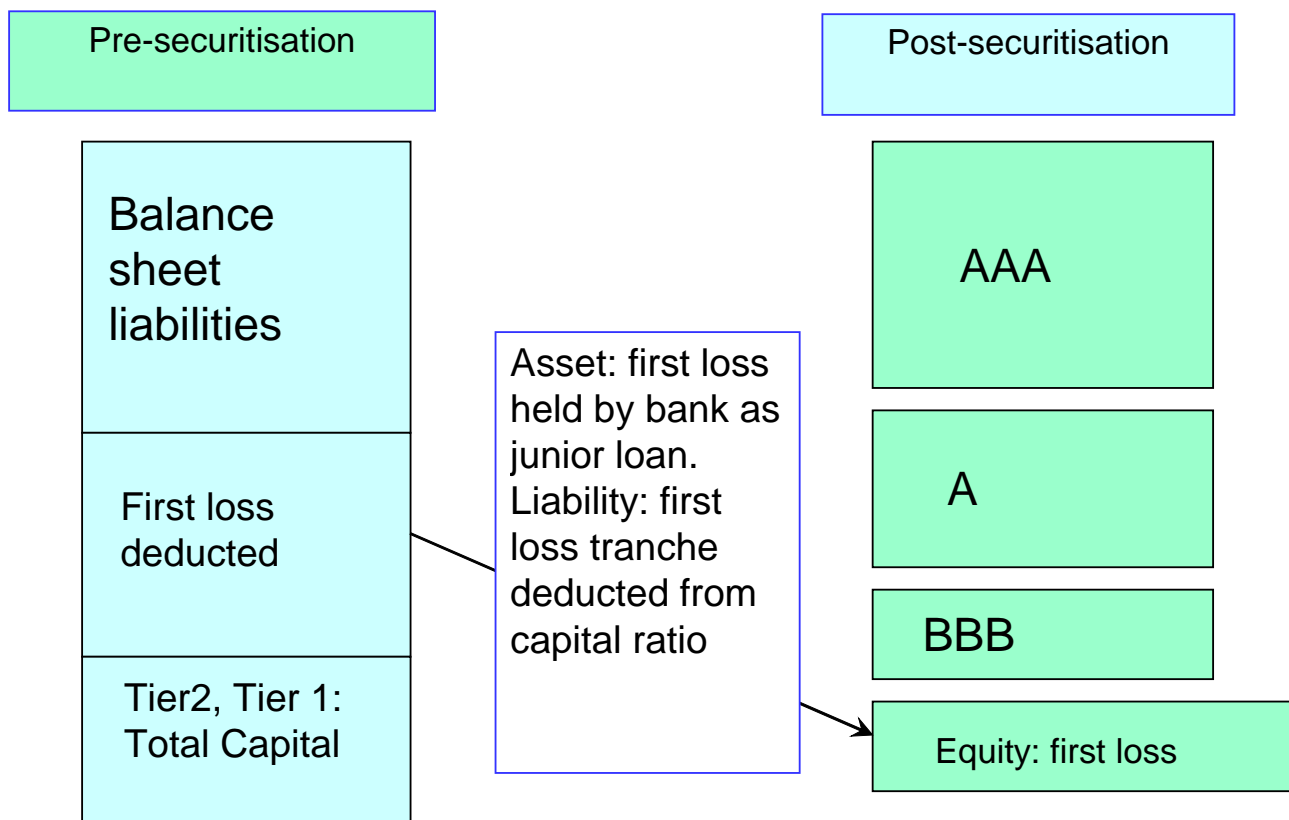 Pre-securitisation
Post-securitisation
Balance
sheet
liabilities
First loss
deducted
Tier2, Tier 1:
Total Capital
Asset: first loss
held by bank as
junior loan.
Liability: first
loss tranche
deducted from
capital ratio
AAA
A
BBB
Equity: first loss